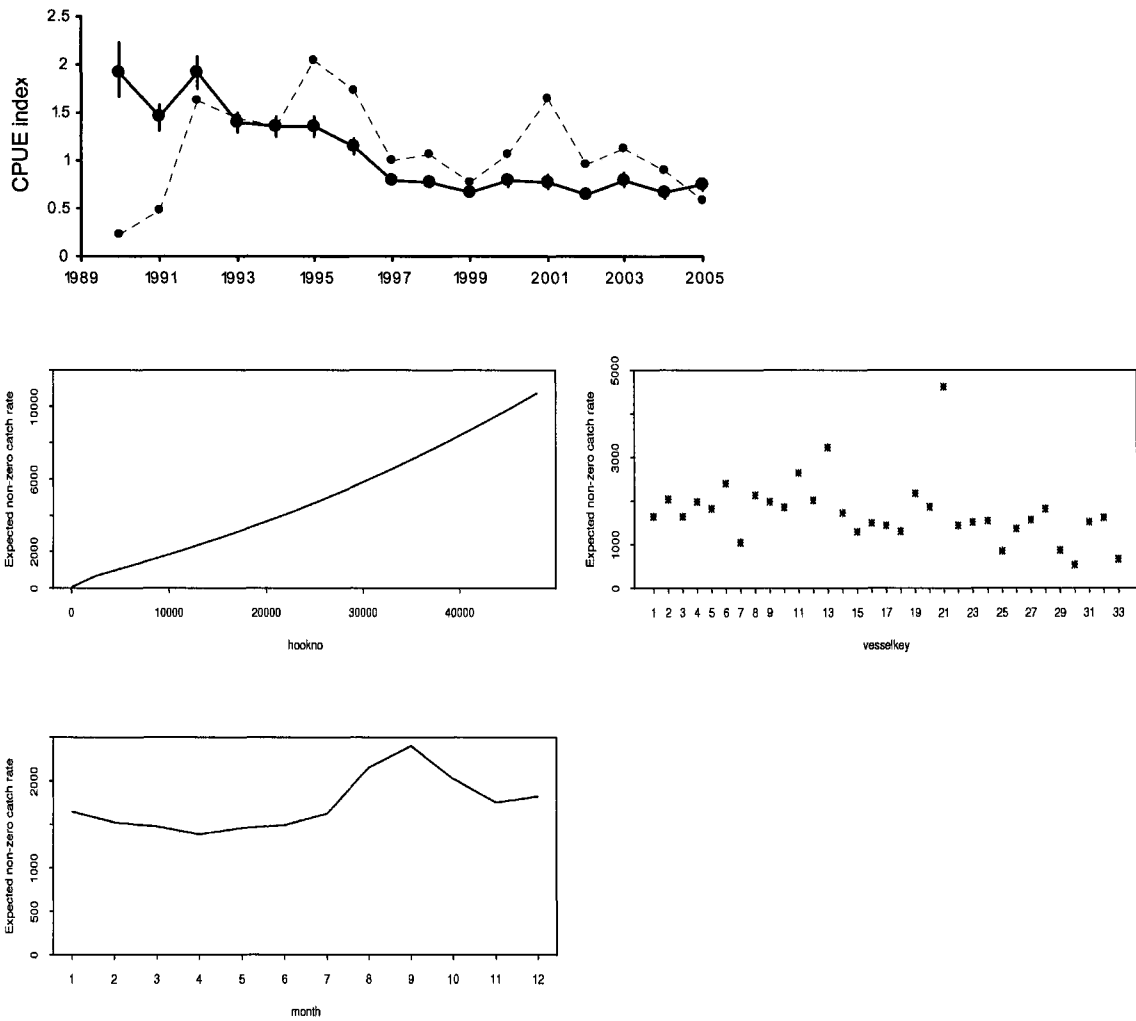 CPUE index
2.5
2
1.5
1
0.5
0
1989 1991 1993 1995 1997 1999 2001 2003 2005
Expected non-zero catch rate
10000
6000
2000
0
0 10000 20000 30000 40000
hookno
Expected non-zero catch rate
5000
3000
1000
0
1 2 3 4 5 6 7 8 9 11 13 15 17 19 21 23 25 27 29 31 33
vesselkey
Expected non-zero catch rate
2000
1500
1000
500
0
1 2 3 4 5 6 7 8 9 10 11 12
month